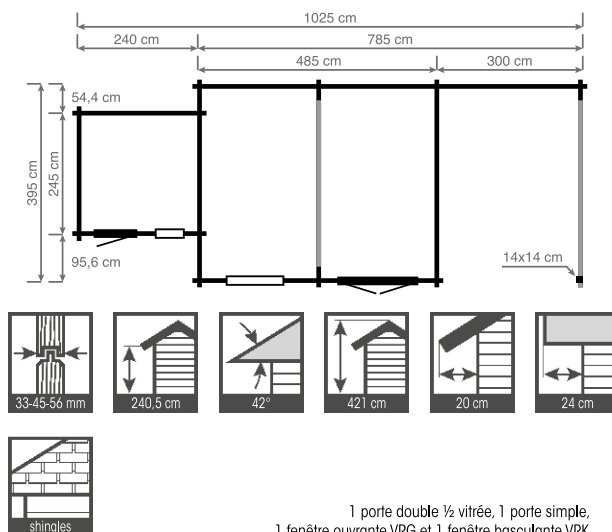 1025 cm
240 cm
785 cm
485 cm
300 cm
54,4 cm
395 cm
245 cm
95,6 cm
14x14 cm
33-45-56 mm
240,5 cm
42°
421 cm
20 cm
24 cm
shingles
1 porte double ½ vitrée, 1 porte simple,
1 fenêtre ouvrante VPG et 1 fenêtre basculante VPK